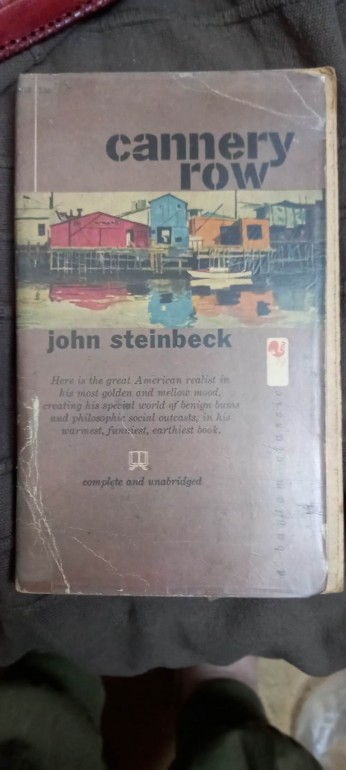 cannery
row
john steinbeck
Here is the great American realist in
his most golden and mellow mood,
creating his special world of benign bums
and philosophic social outcasts, in his
warmest, funniest, earthiest book.
complete and unabridged
a bantam classic